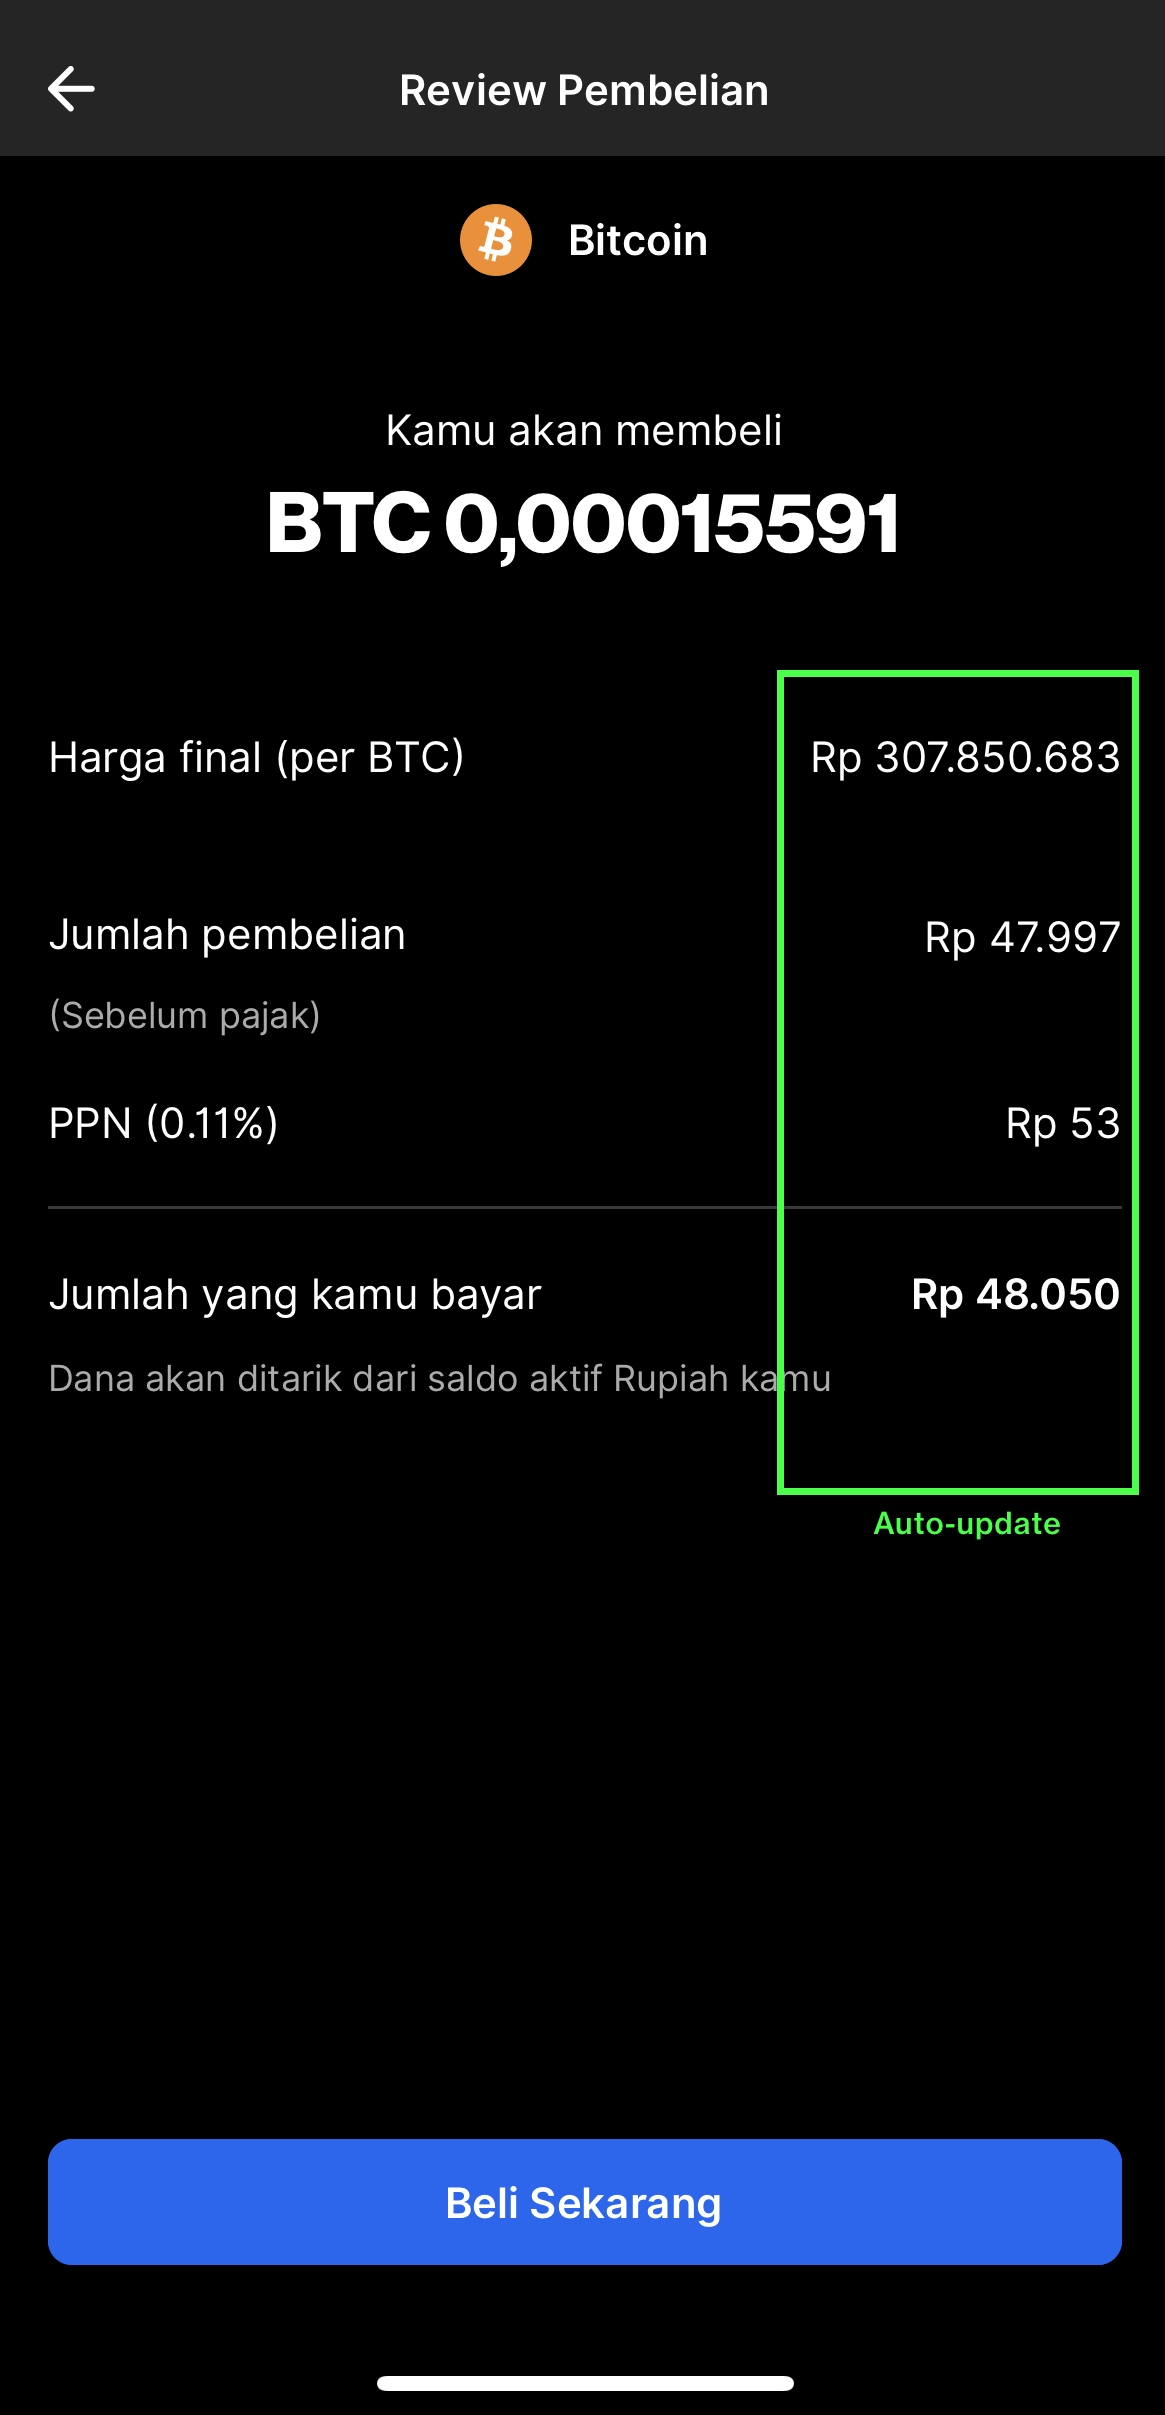 Review Pembelian
Bitcoin
Kamu akan membeli
BTC 0,00015591
Harga final (per BTC) Rp 307.850.683
Jumlah pembelian Rp 47.997
(Sebelum pajak)
PPN (0.11%) Rp 53
Jumlah yang kamu bayar Rp 48.050
Dana akan ditarik dari saldo aktif Rupiah kamu
Auto-update
Beli Sekarang